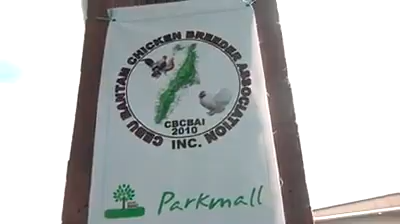 CEBU BANTAM CHICKEN BREEDER ASSOCIATION
CBCBAI
2010
INC.
Parkmall